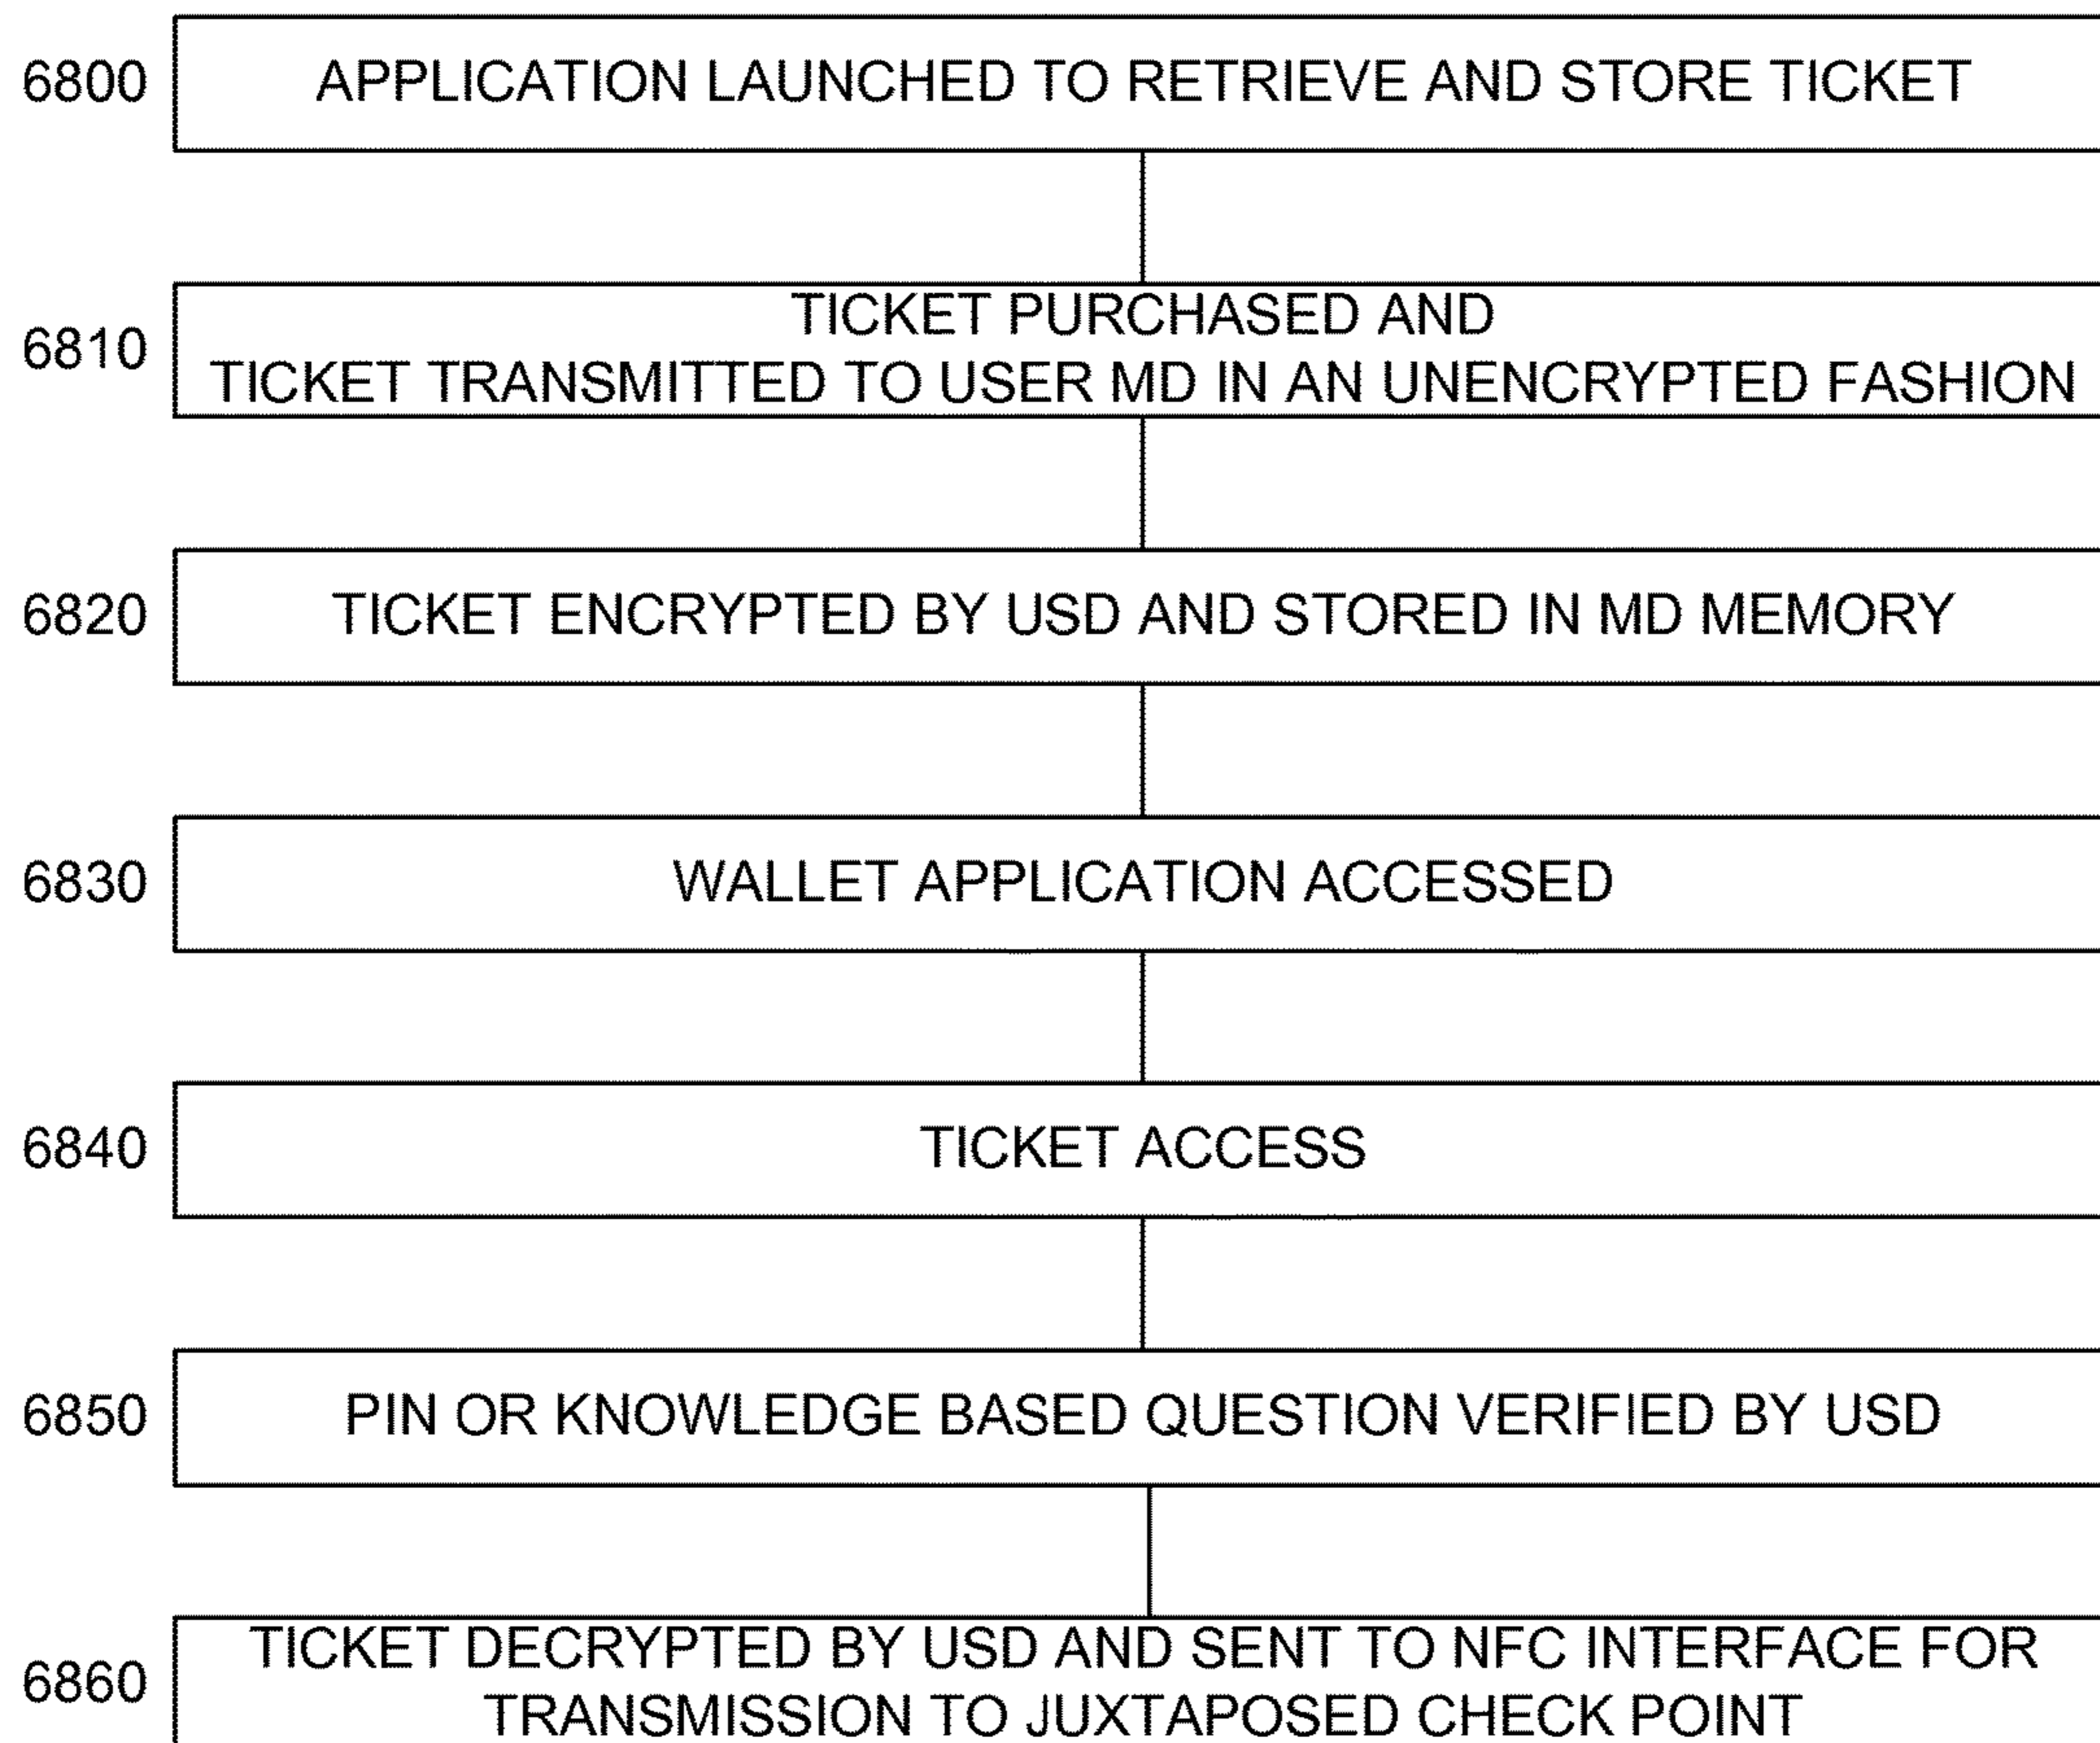 6800 APPLICATION LAUNCHED TO RETRIEVE AND STORE TICKET
6810 TICKET PURCHASED AND
TICKET TRANSMITTED TO USER MD IN AN UNENCRYPTED FASHION
6820 TICKET ENCRYPTED BY USD AND STORED IN MD MEMORY
6830 WALLET APPLICATION ACCESSED
6840 TICKET ACCESS
6850 PIN OR KNOWLEDGE BASED QUESTION VERIFIED BY USD
6860 TICKET DECRYPTED BY USD AND SENT TO NFC INTERFACE FOR
TRANSMISSION TO JUXTAPOSED CHECK POINT